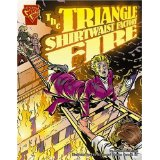 The
TRIANGLE
SHIRTWAIST FACTORY
FIRE